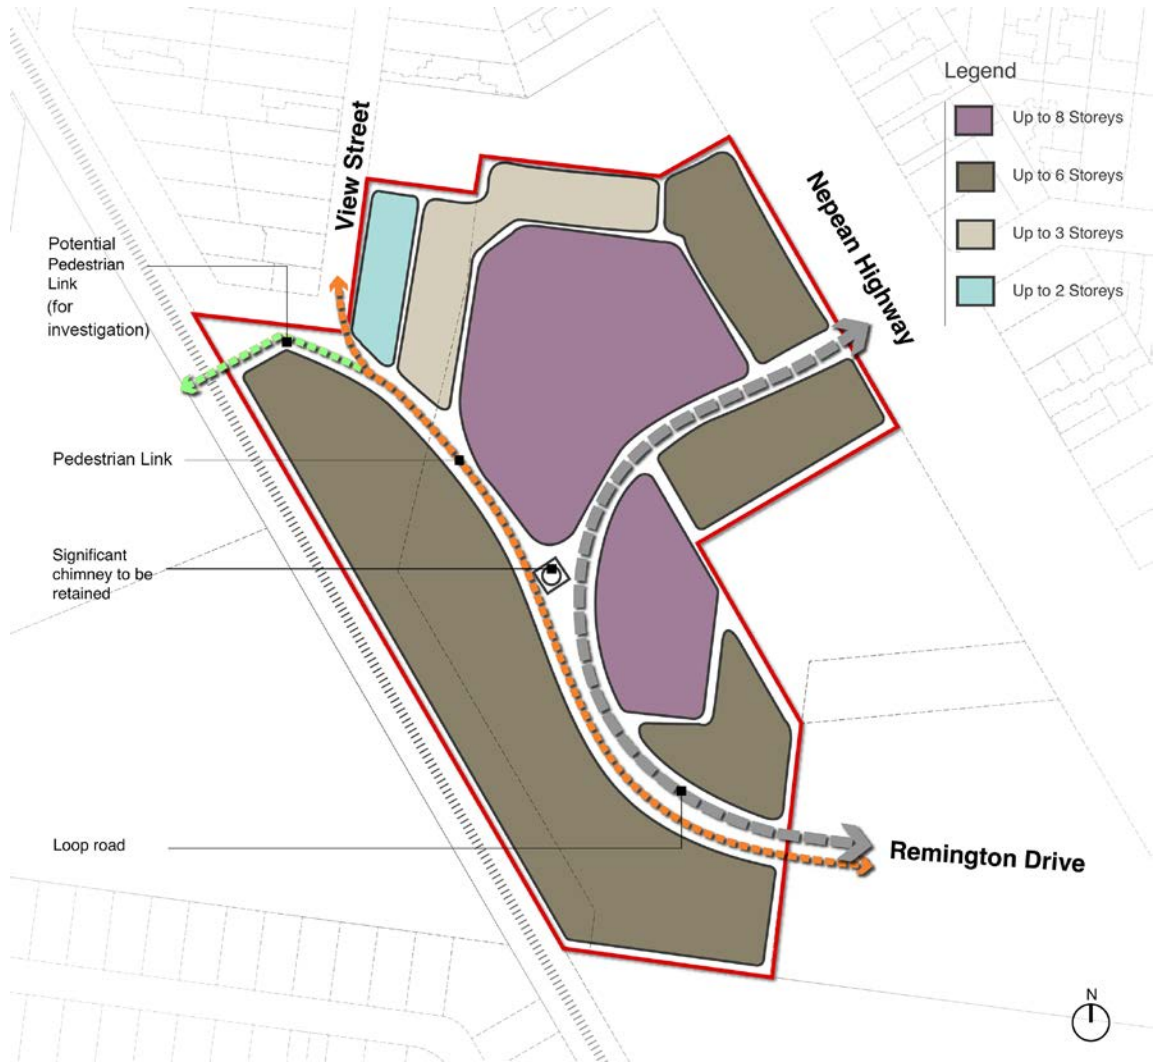 Legend
Up to 8 Storeys
Up to 6 Storeys
Up to 3 Storeys
Up to 2 Storeys
View Street
Nepean Highway
Potential
Pedestrian
Link
(for
investigation)
Pedestrian Link
Significant
chimney to be
retained
Loop road
Remington Drive
N